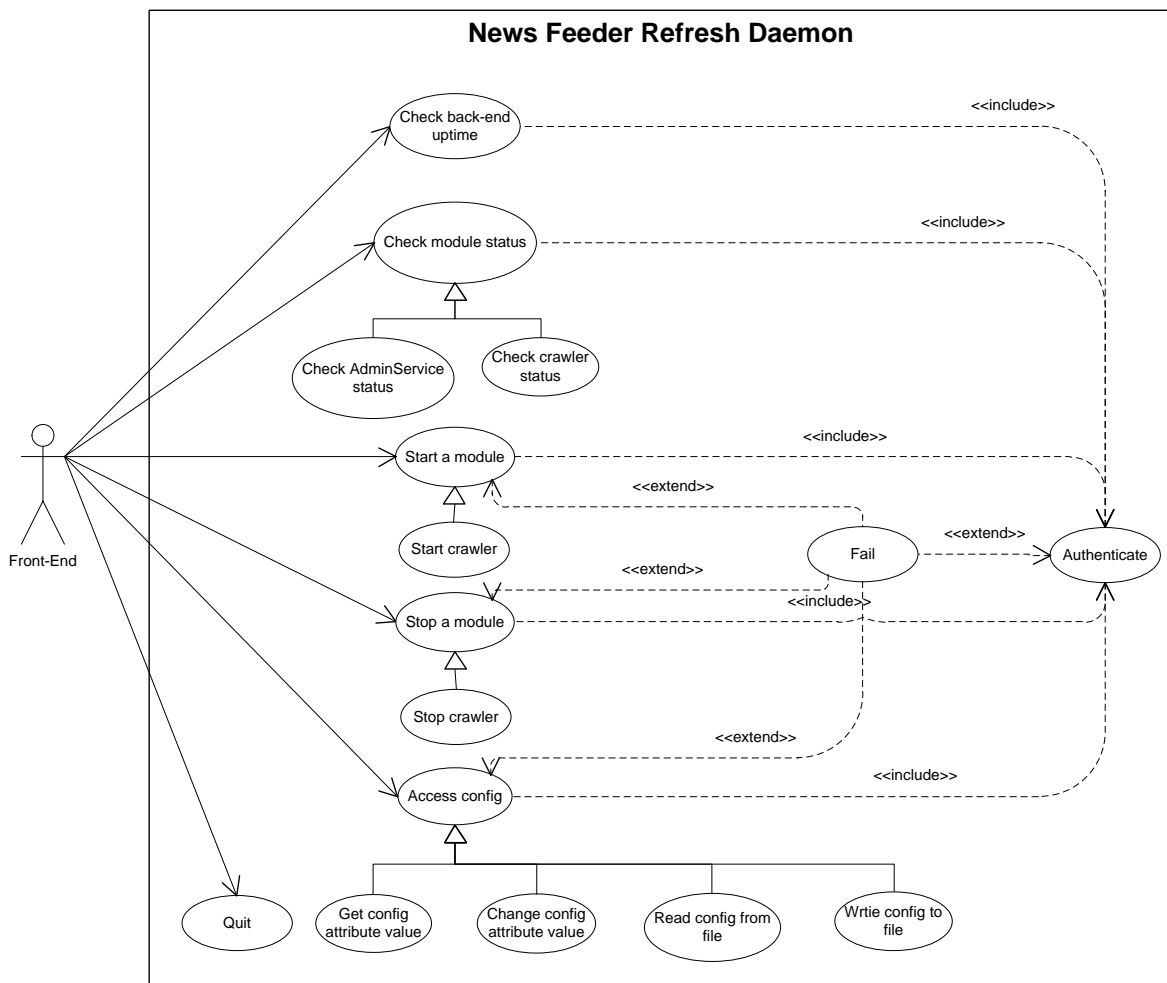 News Feeder Refresh Daemon
Check back-end
uptime
<<include>>
Check module status
<<include>>
Check AdminService
status
Check crawler
status
Start a module
<<include>>
<<extend>>
Start crawler
Fail
<<extend>>
Authenticate
Front-End
<<extend>>
Stop a module
<<include>>
Stop crawler
<<extend>>
Access config
<<include>>
Quit
Get config
attribute value
Change config
attribute value
Read config from
file
Wrtie config to
file